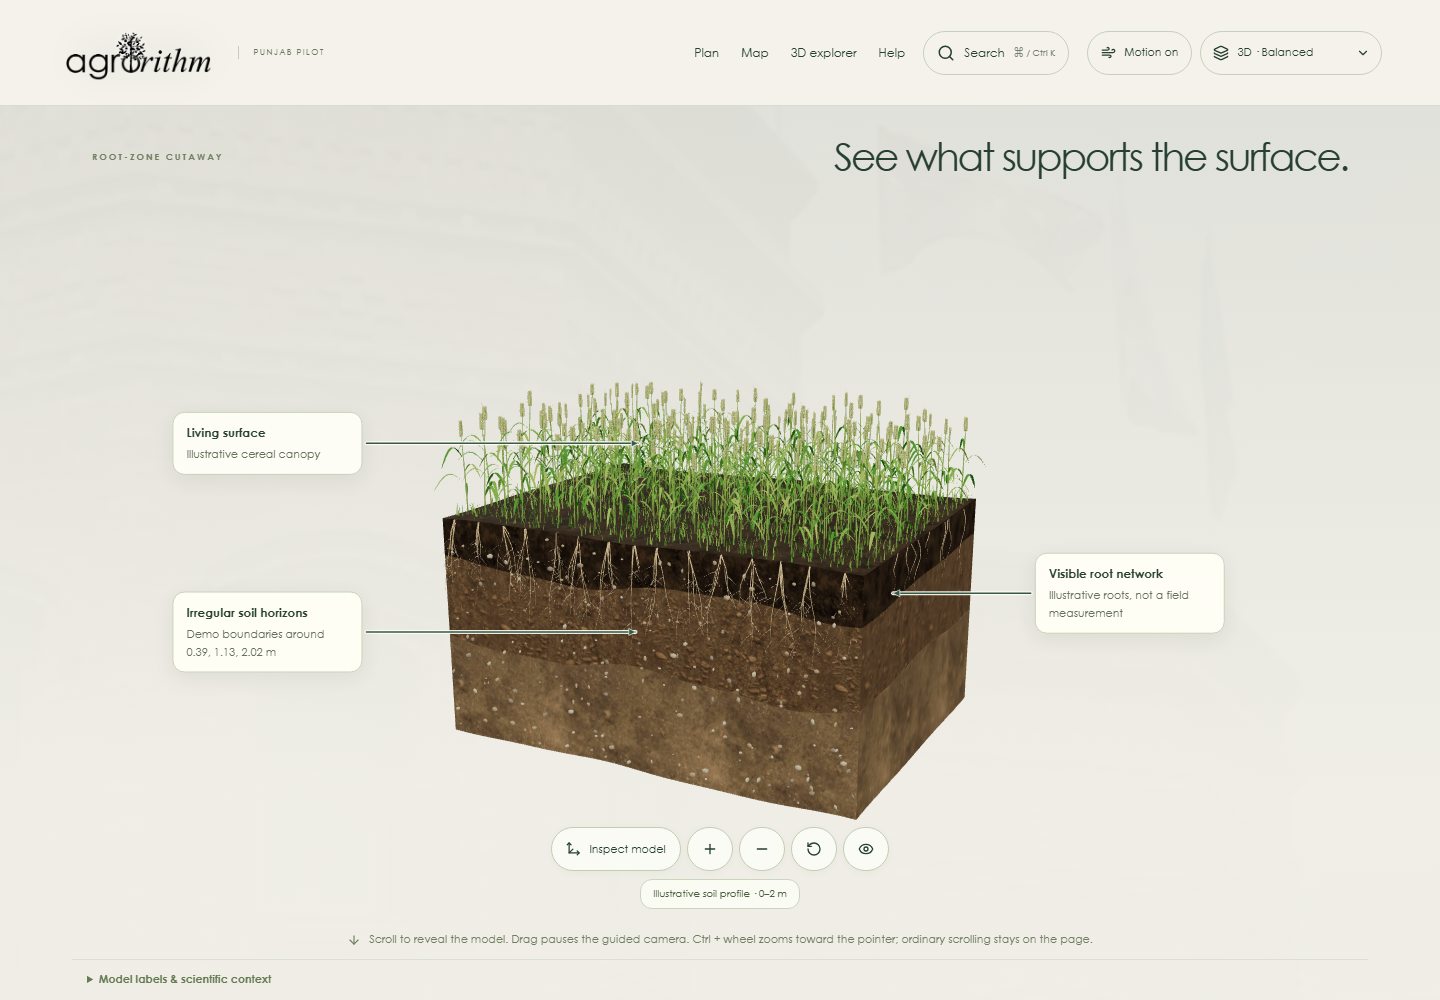 agrorithm
PUNJAB PILOT
Plan
Map
3D explorer
Help
Search ⌘ / Ctrl K
Motion on
3D · Balanced
ROOT-ZONE CUTAWAY
See what supports the surface.
Living surface
Illustrative cereal canopy
Irregular soil horizons
Demo boundaries around
0.39, 1.13, 2.02 m
Visible root network
Illustrative roots, not a field
measurement
Inspect model
Illustrative soil profile · 0–2 m
Scroll to reveal the model. Drag pauses the guided camera. Ctrl + wheel zooms toward the pointer; ordinary scrolling stays on the page.
Model labels & scientific context